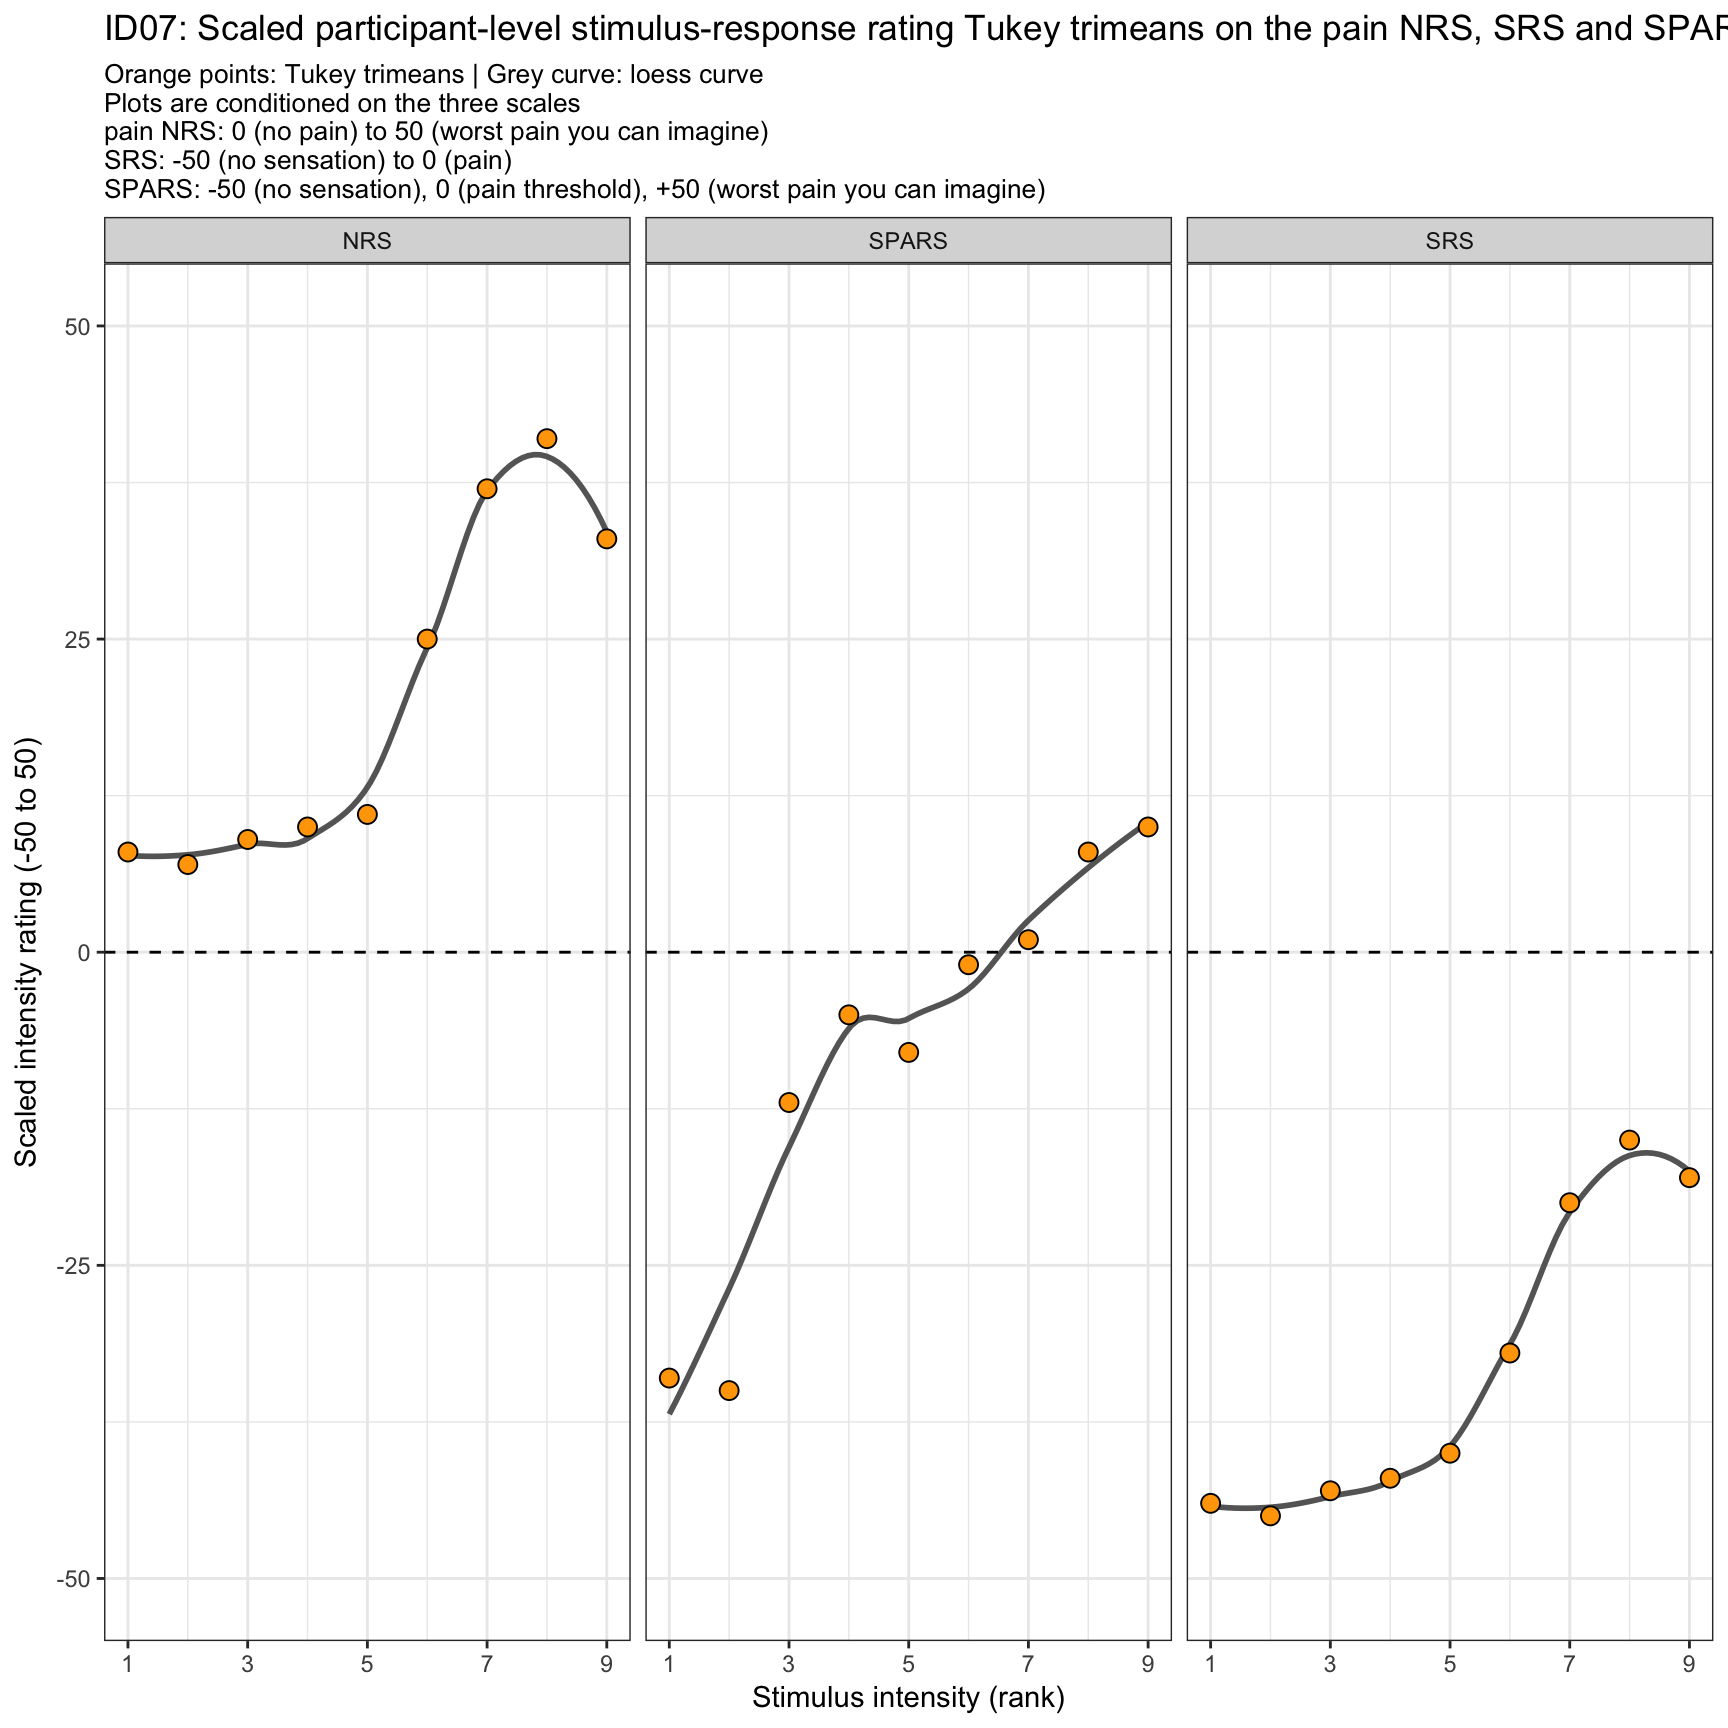 ID07: Scaled participant-level stimulus-response rating Tukey trimeans on the pain NRS, SRS and SPAR
Orange points: Tukey trimeans | Grey curve: loess curve
Plots are conditioned on the three scales
pain NRS: 0 (no pain) to 50 (worst pain you can imagine)
SRS: -50 (no sensation) to 0 (pain)
SPARS: -50 (no sensation), 0 (pain threshold), +50 (worst pain you can imagine)
NRS SPARS SRS
50
25
0
-25
-50
Scaled intensity rating (-50 to 50)
1 3 5 7 9 1 3 5 7 9 1 3 5 7 9
Stimulus intensity (rank)